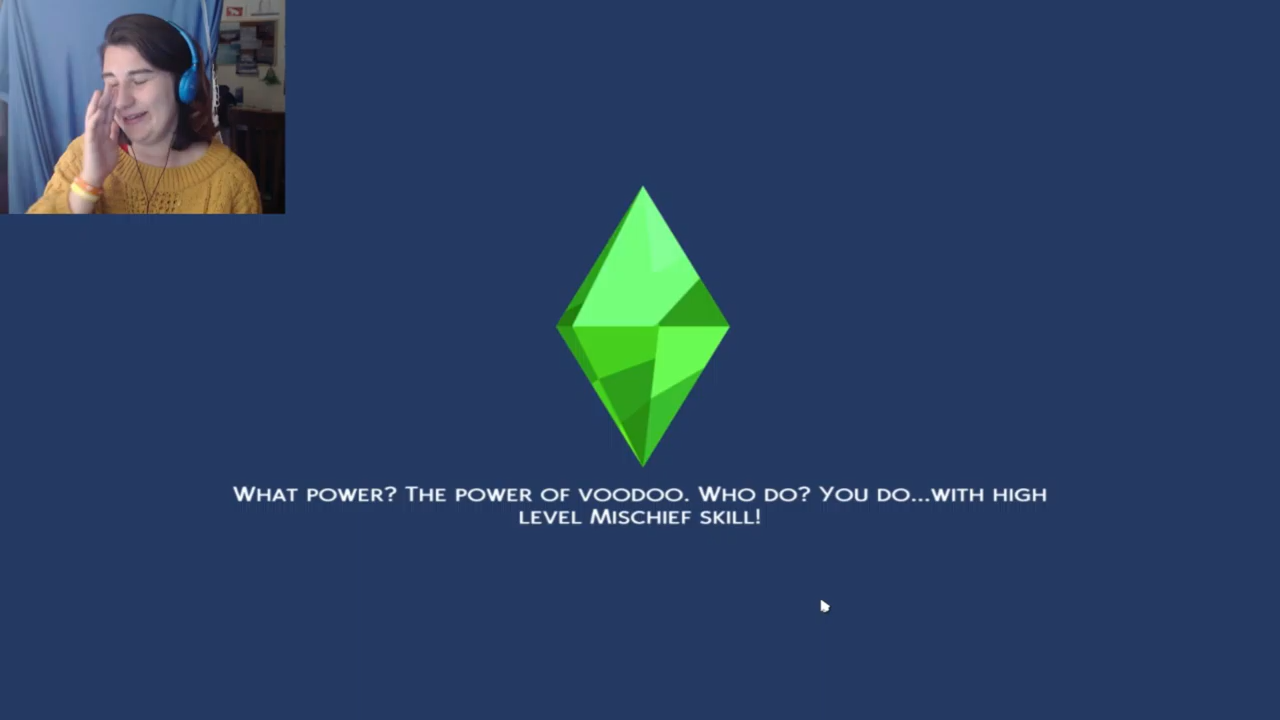 What power? The power of voodoo. Who do? You do...with high
level Mischief skill!